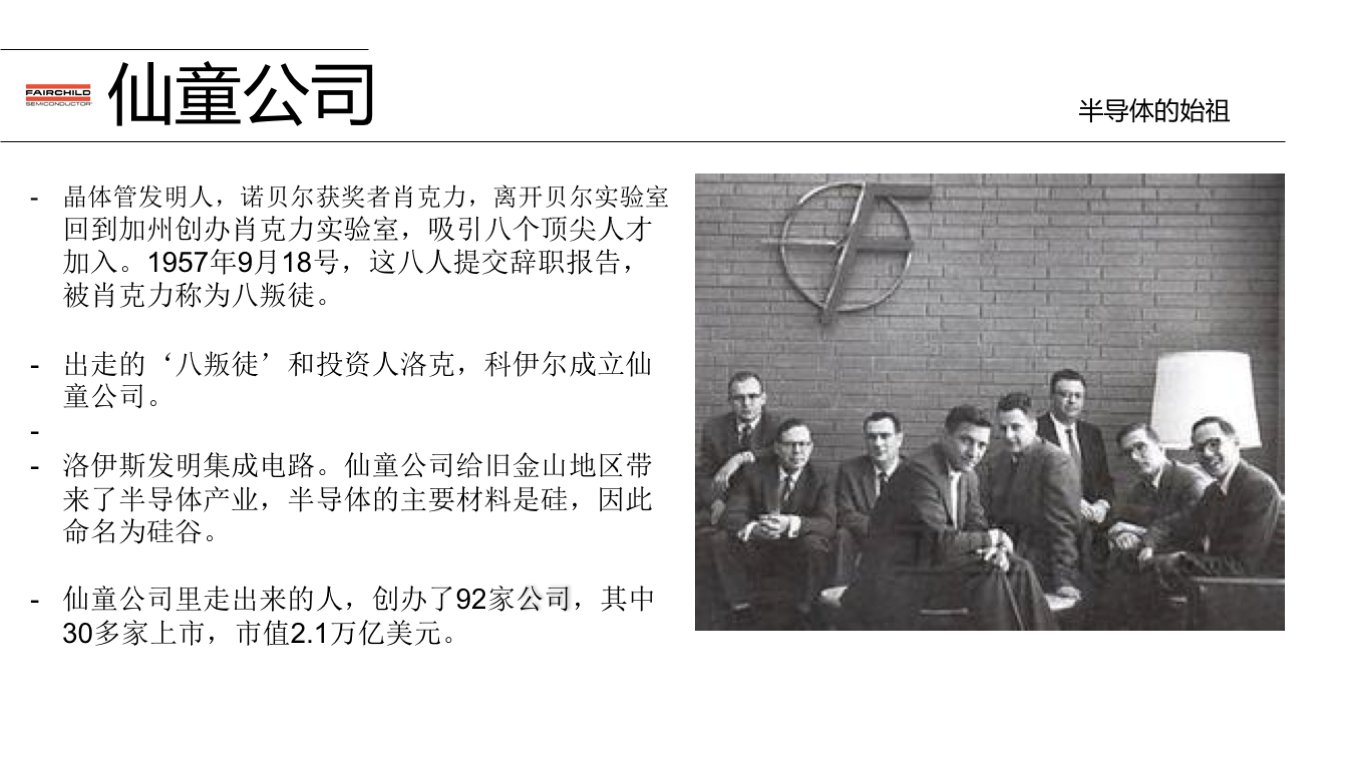 FAIRCHILD
SEMICONDUCTOR
仙童公司
半导体的始祖
- 晶体管发明人，诺贝尔获奖者肖克力，离开贝尔实验室
回到加州创办肖克力实验室，吸引八个顶尖人才
加入。1957年9月18号，这八人提交辞职报告，
被肖克力称为八叛徒。
- 出走的‘八叛徒’和投资人洛克，科伊尔成立仙
童公司。
-
- 洛伊斯发明集成电路。仙童公司给旧金山地区带
来了半导体产业，半导体的主要材料是硅，因此
命名为硅谷。
- 仙童公司里走出来的人，创办了92家公司，其中
30多家上市，市值2.1万亿美元。